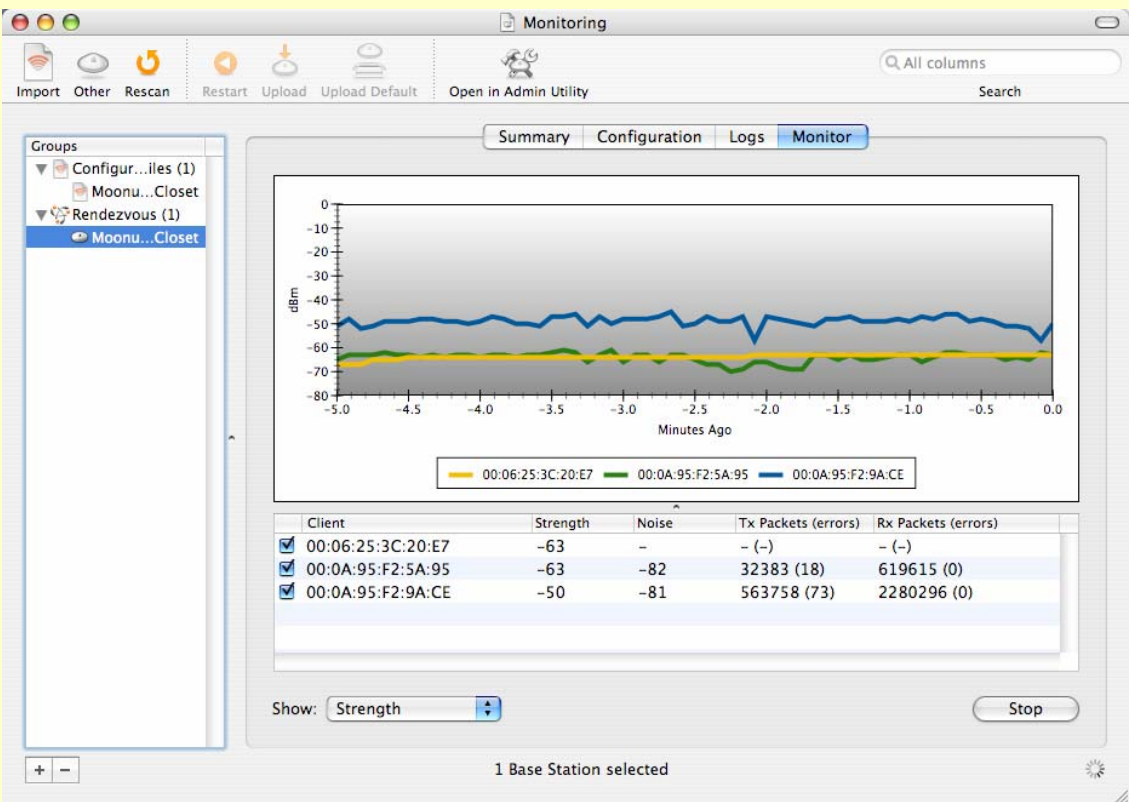 Monitoring
Import Other Rescan Restart Upload Upload Default Open in Admin Utility
All columns
Search
Groups
Configur...iles (1)
Moonu...Closet
Rendezvous (1)
Moonu...Closet
Summary Configuration Logs Monitor
dBm
0
-10
-20
-30
-40
-50
-60
-70
-80
-5.0 -4.5 -4.0 -3.5 -3.0 -2.5 -2.0 -1.5 -1.0 -0.5 0.0
Minutes Ago
00:06:25:3C:20:E7 00:0A:95:F2:5A:95 00:0A:95:F2:9A:CE
Client Strength Noise Tx Packets (errors) Rx Packets (errors)
00:06:25:3C:20:E7 -63 - - (-) - (-)
00:0A:95:F2:5A:95 -63 -82 32383 (18) 619615 (0)
00:0A:95:F2:9A:CE -50 -81 563758 (73) 2280296 (0)
Show: Strength Stop
+ - 1 Base Station selected